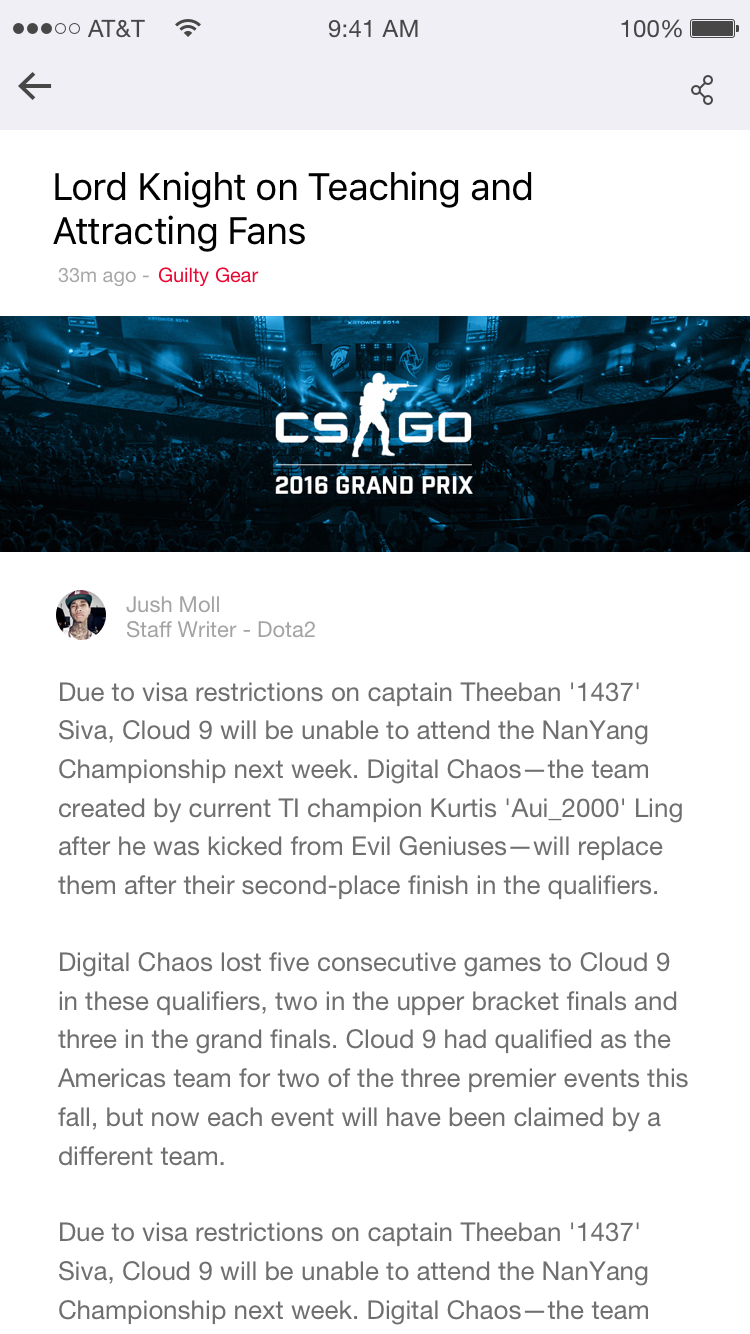 AT&T 9:41 AM 100%
Lord Knight on Teaching and
Attracting Fans
33m ago - Guilty Gear
KATOWICE 2014
CS GO
2016 GRAND PRIX
Jush Moll
Staff Writer - Dota2
Due to visa restrictions on captain Theeban '1437'
Siva, Cloud 9 will be unable to attend the NanYang
Championship next week. Digital Chaos—the team
created by current TI champion Kurtis 'Aui_2000' Ling
after he was kicked from Evil Geniuses—will replace
them after their second-place finish in the qualifiers.
Digital Chaos lost five consecutive games to Cloud 9
in these qualifiers, two in the upper bracket finals and
three in the grand finals. Cloud 9 had qualified as the
Americas team for two of the three premier events this
fall, but now each event will have been claimed by a
different team.
Due to visa restrictions on captain Theeban '1437'
Siva, Cloud 9 will be unable to attend the NanYang
Championship next week. Digital Chaos—the team